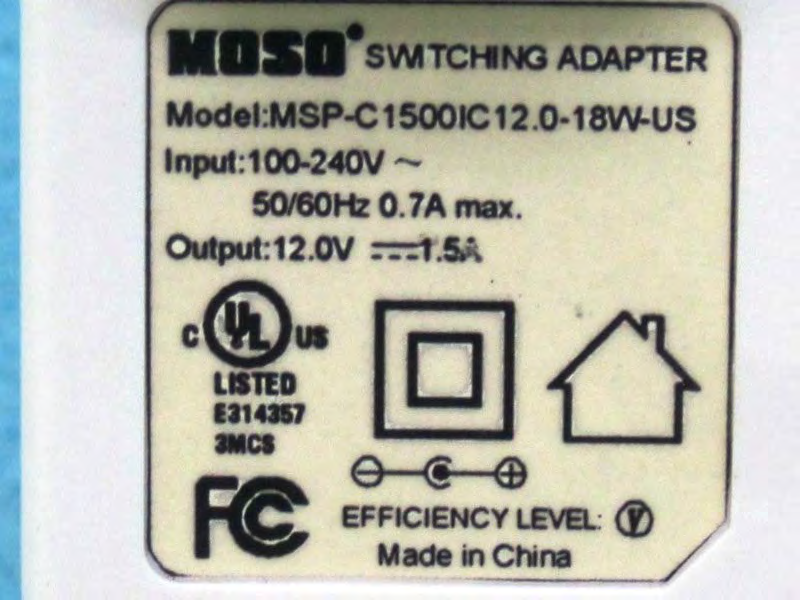 MOSO SWITCHING ADAPTER
Model:MSP-C1500IC12.0-18W-US
Input:100-240V ~
50/60Hz 0.7A max.
Output:12.0V ⎓1.5A
C UL US
LISTED
E314357
3MCS
FC
EFFICIENCY LEVEL: V
Made in China